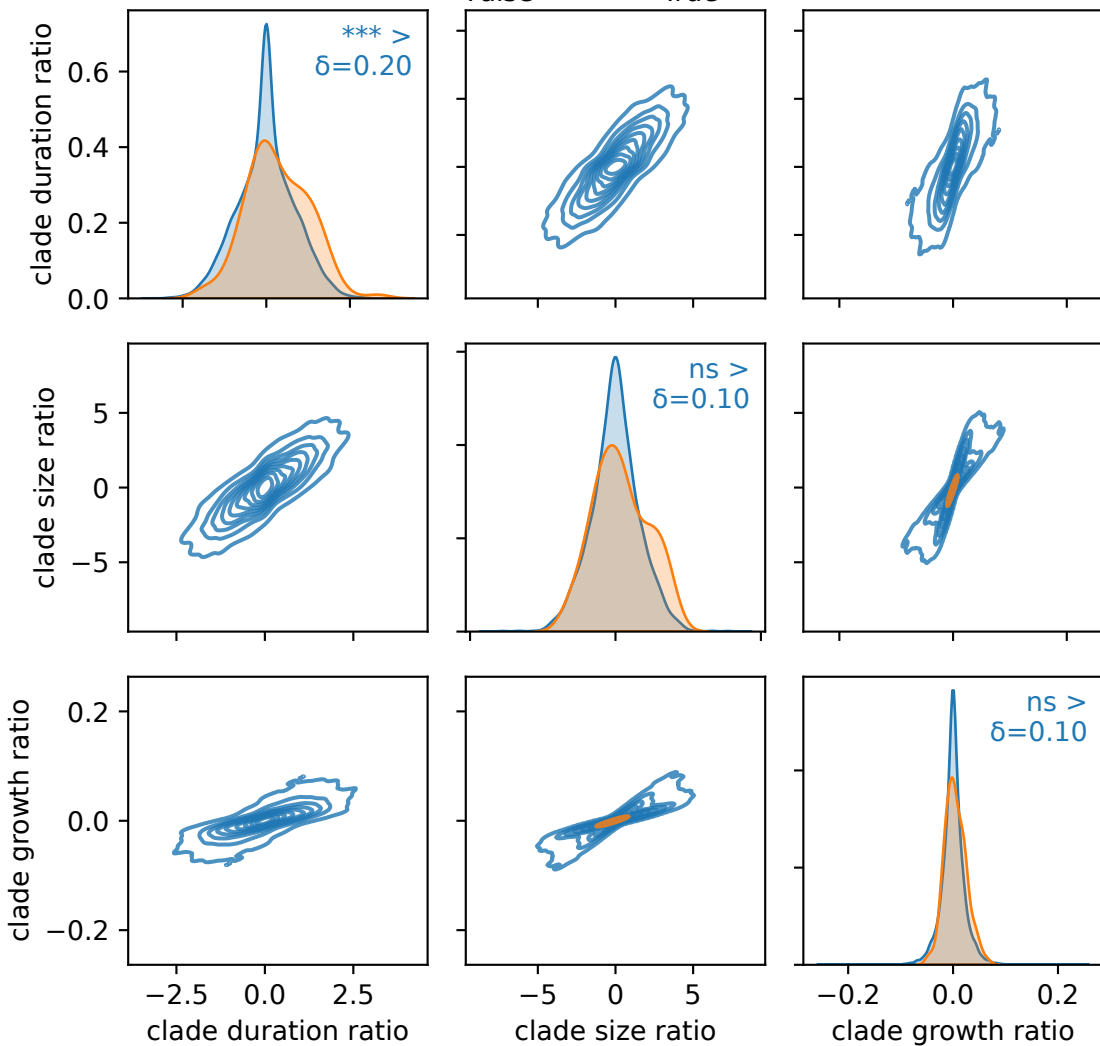 clade duration ratio
0.6
0.4
0.2
0.0
*** >
δ=0.20
−2.5 0.0 2.5
−5 0 5
−0.2 0.0 0.2
clade size ratio
5
0
−5
ns >
δ=0.10
clade growth ratio
0.2
0.0
−0.2
ns >
δ=0.10
clade duration ratio
clade size ratio
clade growth ratio